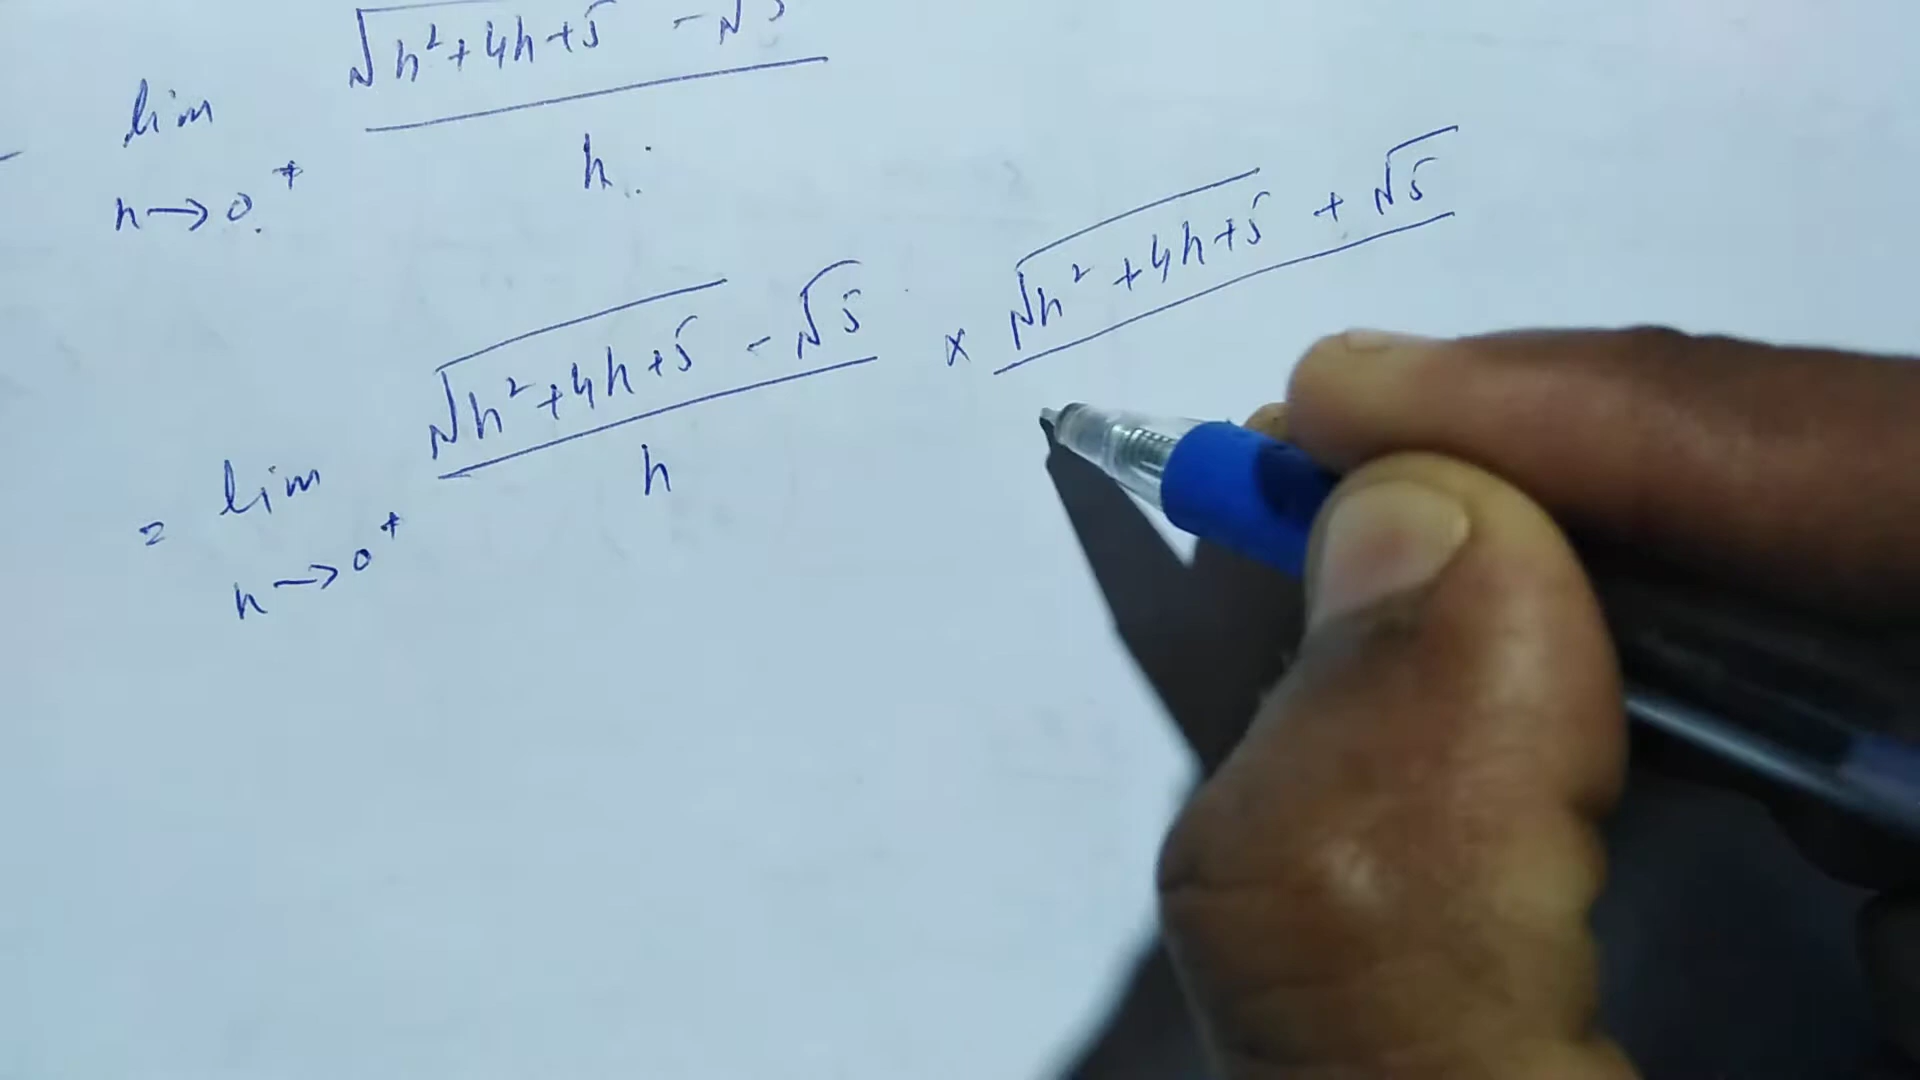 √(h²+4h+5) - √5
lim
h→0⁺
h
√(h²+4h+5) - √5 × √(h²+4h+5) + √5
= lim
h→0⁺
h